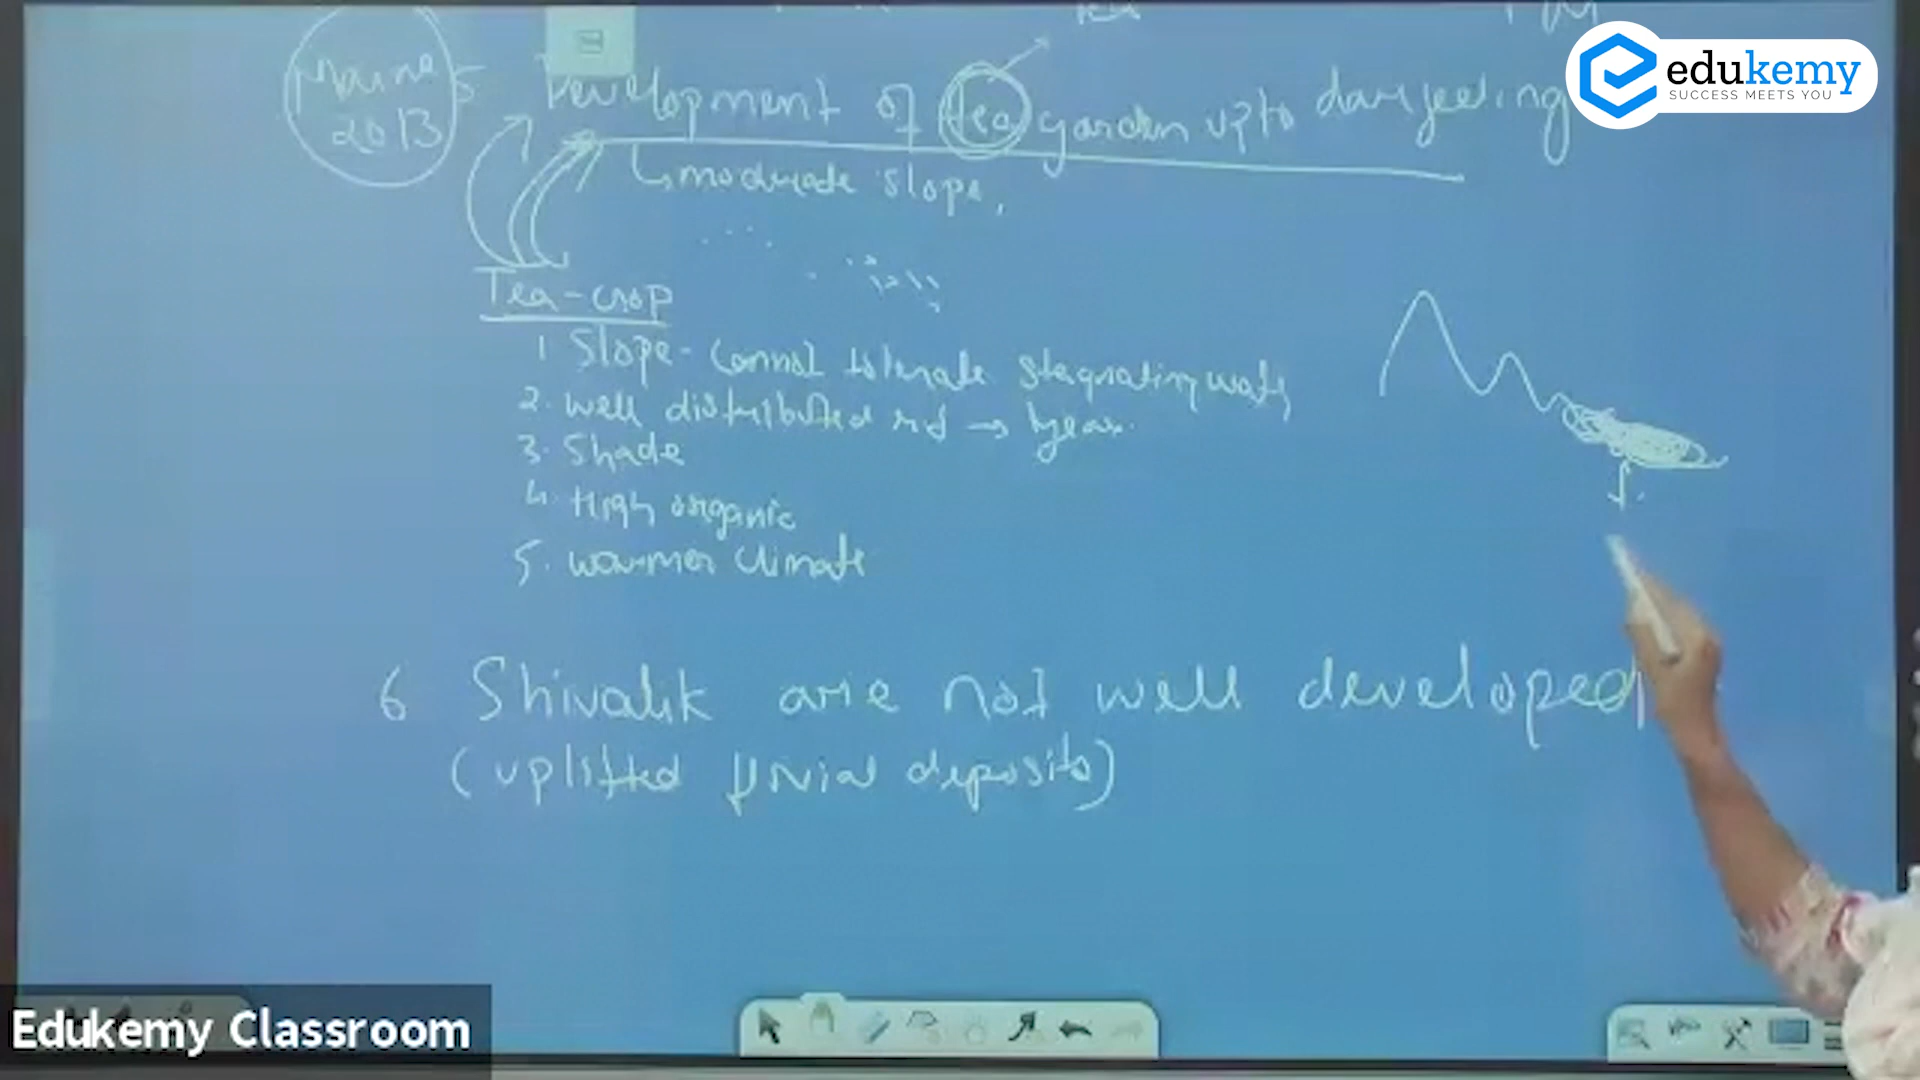 edukemy
SUCCESS MEETS YOU
2013
5 Development of tea garden upto darjeeling
moderate slope.
Tea-crop
1 Slope - Cannot tolerate stagnating water
2. well distributed rf → year.
3. Shade
4. High organic
5. warmer climate
6 Shivalik are not well developed
(uplifted fluvial deposits)
Edukemy Classroom